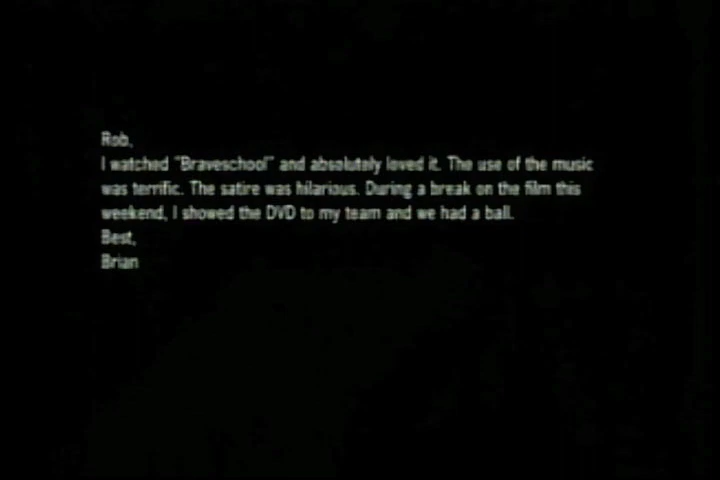 Rob,
I watched "Braveschool" and absolutely loved it. The use of the music
was terrific. The satire was hilarious. During a break on the film this
weekend, I showed the DVD to my team and we had a ball.
Best,
Brian